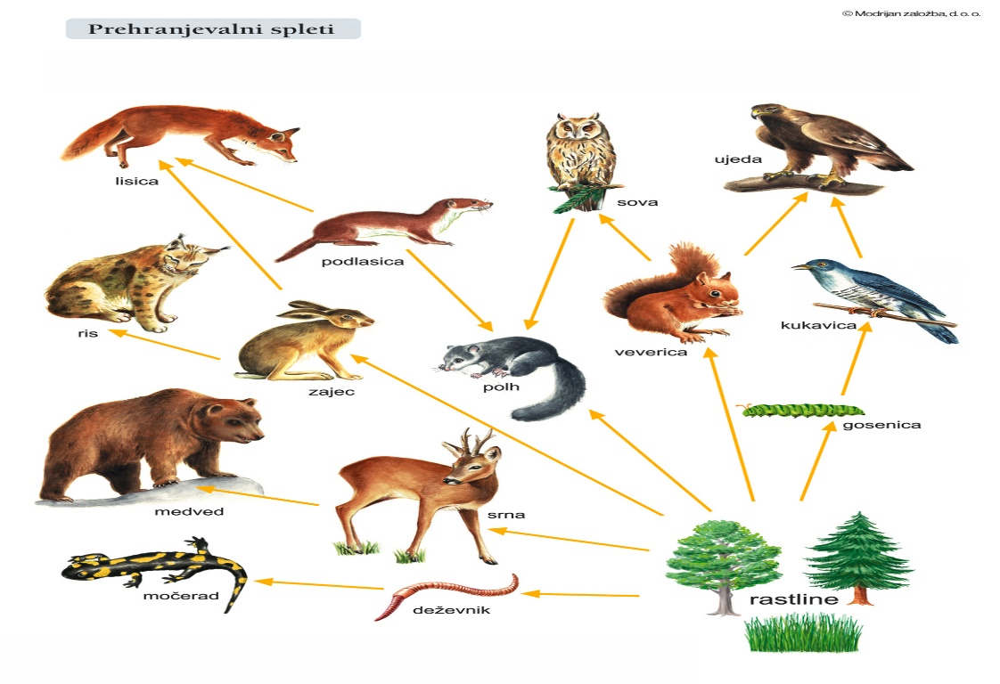 © Modrijan založba, d. o. o.
Prehranjevalni spleti
lisica
sova
ujeda
podlasica
ris
zajec
polh
veverica
kukavica
gosenica
medved
srna
močerad
deževnik
rastline